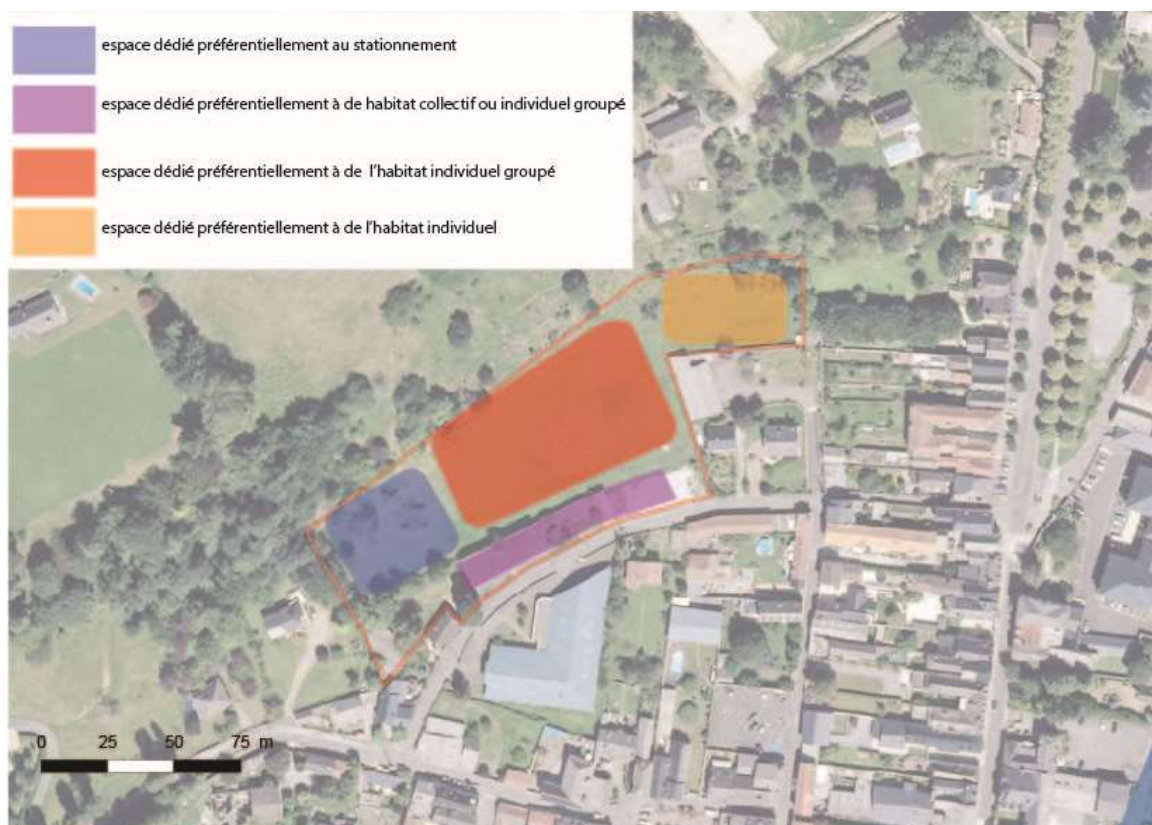 espace dédié préférentiellement au stationnement
espace dédié préférentiellement à de habitat collectif ou individuel groupé
espace dédié préférentiellement à de l'habitat individuel groupé
espace dédié préférentiellement à de l'habitat individuel
0 25 50 75 m